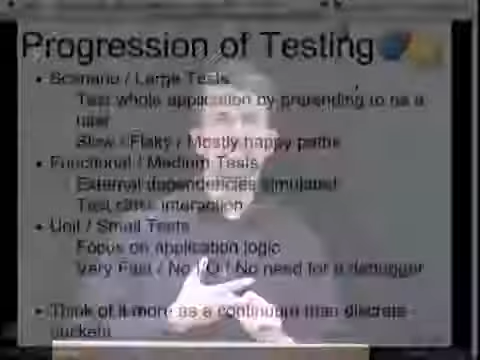 Progression of Testing
• Scenario / Large Tests
Test whole application by pretending to be a
user
Slow / Flaky / Mostly happy paths
• Functional / Medium Tests
External dependencies simulated
Test class interaction
• Unit / Small Tests
Focus on application logic
Very Fast / No I/O / No need for a debugger
• Think of it more as a continuum than discrete
buckets